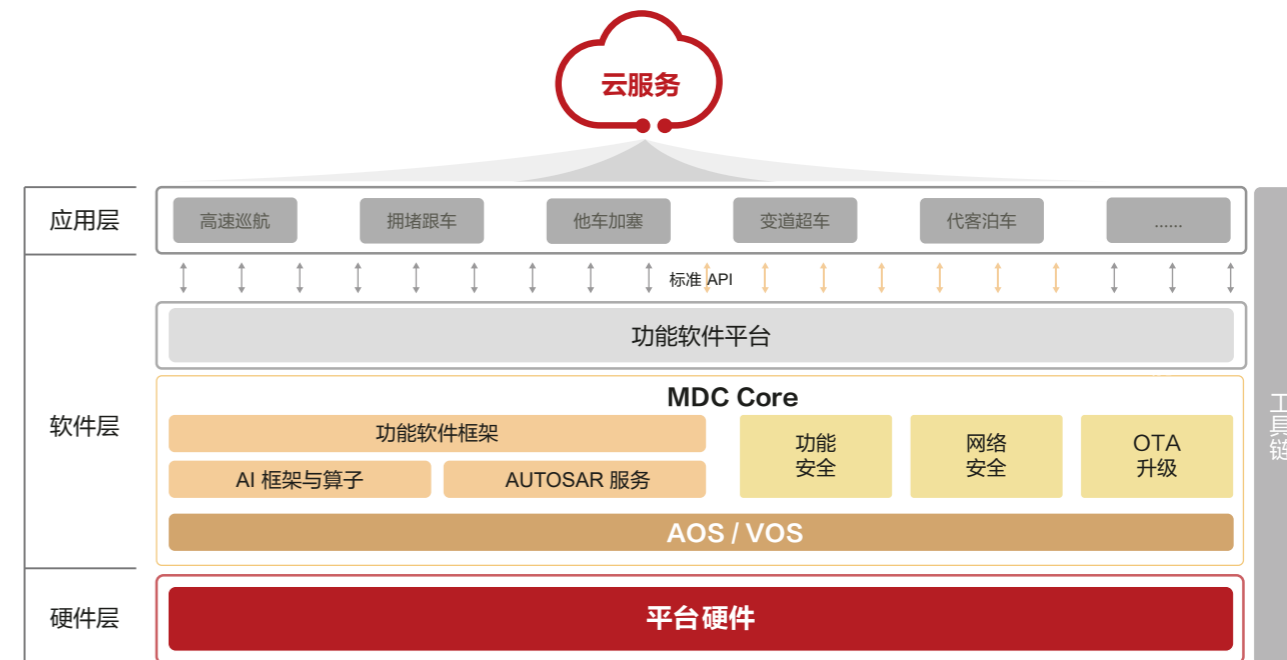 云服务
应用层
高速巡航
拥堵跟车
他车加塞
变道超车
代客泊车
......
标准 API
功能软件平台
软件层
MDC Core
功能软件框架
AI 框架与算子
AUTOSAR 服务
功能
安全
网络
安全
OTA
升级
AOS / VOS
硬件层
平台硬件
工具链